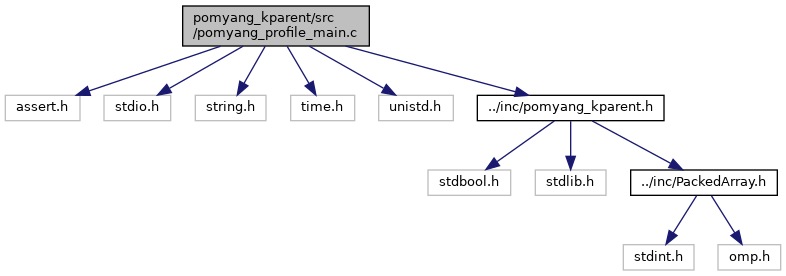 pomyang_kparent/src
/pomyang_profile_main.c
assert.h
stdio.h
string.h
time.h
unistd.h
../inc/pomyang_kparent.h
stdbool.h
stdlib.h
../inc/PackedArray.h
stdint.h
omp.h